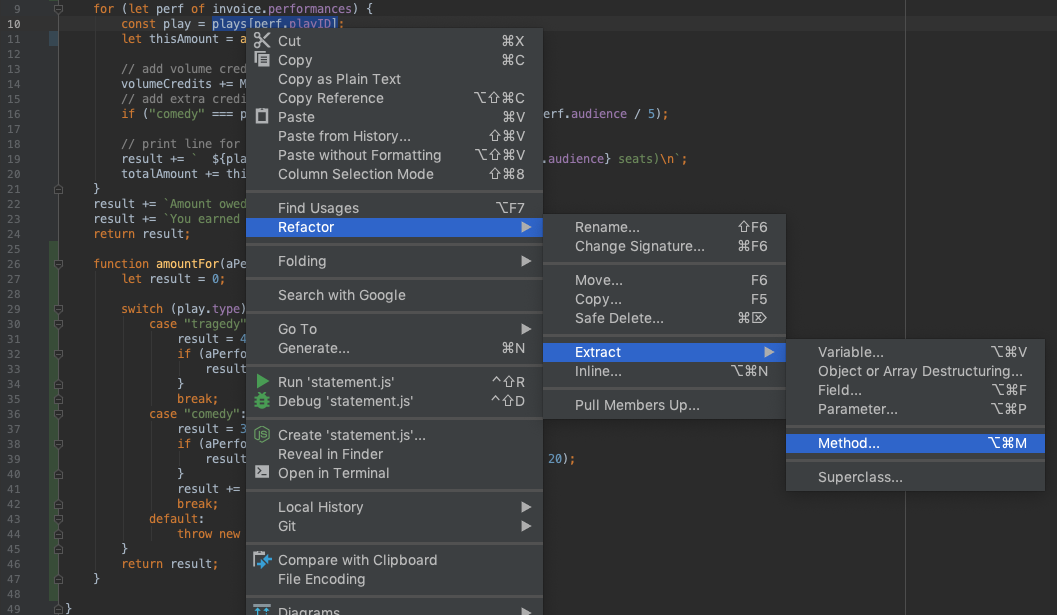 9 for (let perf of invoice.performances) {
10 const play = plays[perf.playID];
11 let thisAmount = a
12
13 // add volume cred
14 volumeCredits += M
15 // add extra credi
16 if ("comedy" === p erf.audience / 5);
17
18 // print line for
19 result += ` ${pla .audience} seats)\n`;
20 totalAmount += thi
21 }
22 result += `Amount owed
23 result += `You earned
24 return result;
25
26 function amountFor(aPe
27 let result = 0;
28
29 switch (play.type)
30 case "tragedy"
31 result = 4
32 if (aPerfo
33 result
34 }
35 break;
36 case "comedy":
37 result = 3
38 if (aPerfo
39 result 20);
40 }
41 result +=
42 break;
43 default:
44 throw new
45 }
46 return result;
47 }
48
49 }
Cut ⌘X
Copy ⌘C
Copy as Plain Text
Copy Reference ⌥⇧⌘C
Paste ⌘V
Paste from History... ⇧⌘V
Paste without Formatting ⌥⇧⌘V
Column Selection Mode ⇧⌘8
Find Usages ⌥F7
Refactor
Folding
Search with Google
Go To
Generate... ⌘N
Run 'statement.js' ^⇧R
Debug 'statement.js' ^⇧D
Create 'statement.js'...
Reveal in Finder
Open in Terminal
Local History
Git
Compare with Clipboard
File Encoding
Diagrams
Rename... ⇧F6
Change Signature... ⌘F6
Move... F6
Copy... F5
Safe Delete... ⌘⌦
Extract
Inline... ⌥⌘N
Pull Members Up...
Variable... ⌥⌘V
Object or Array Destructuring...
Field... ⌥⌘F
Parameter... ⌥⌘P
Method... ⌥⌘M
Superclass...